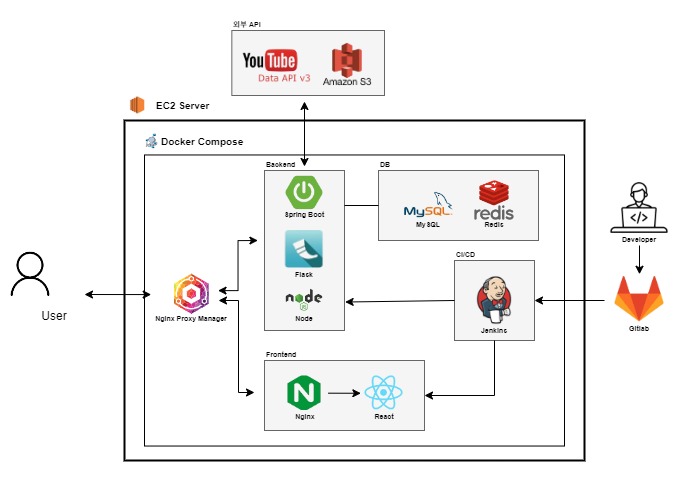 외부 API
YouTube
Data API v3
Amazon S3
EC2 Server
Docker Compose
Backend
DB
Spring Boot
MySQL
My SQL
redis
Redis
Flask
node
JS
Node
CI/CD
Jenkins
Developer
Gitlab
User
Nginx Proxy Manager
Frontend
N
Nginx
React